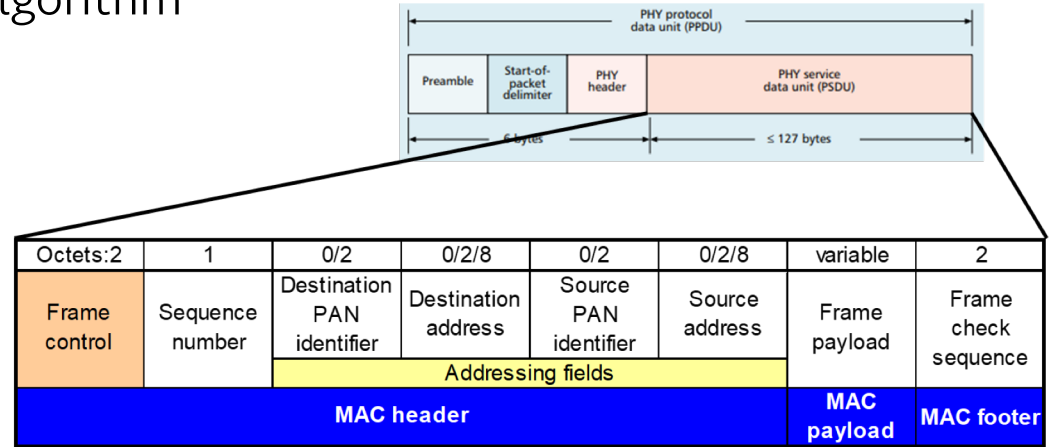 lgorithm
PHY protocol
data unit (PPDU)
Preamble
Start-of-
packet
delimiter
PHY
header
PHY service
data unit (PSDU)
6 bytes
≤ 127 bytes
Octets:2 1 0/2 0/2/8 0/2 0/2/8 variable 2
Frame
control
Sequence
number
Destination
PAN
identifier
Destination
address
Source
PAN
identifier
Source
address
Frame
payload
Frame
check
sequence
Addressing fields
MAC header
MAC
payload
MAC footer